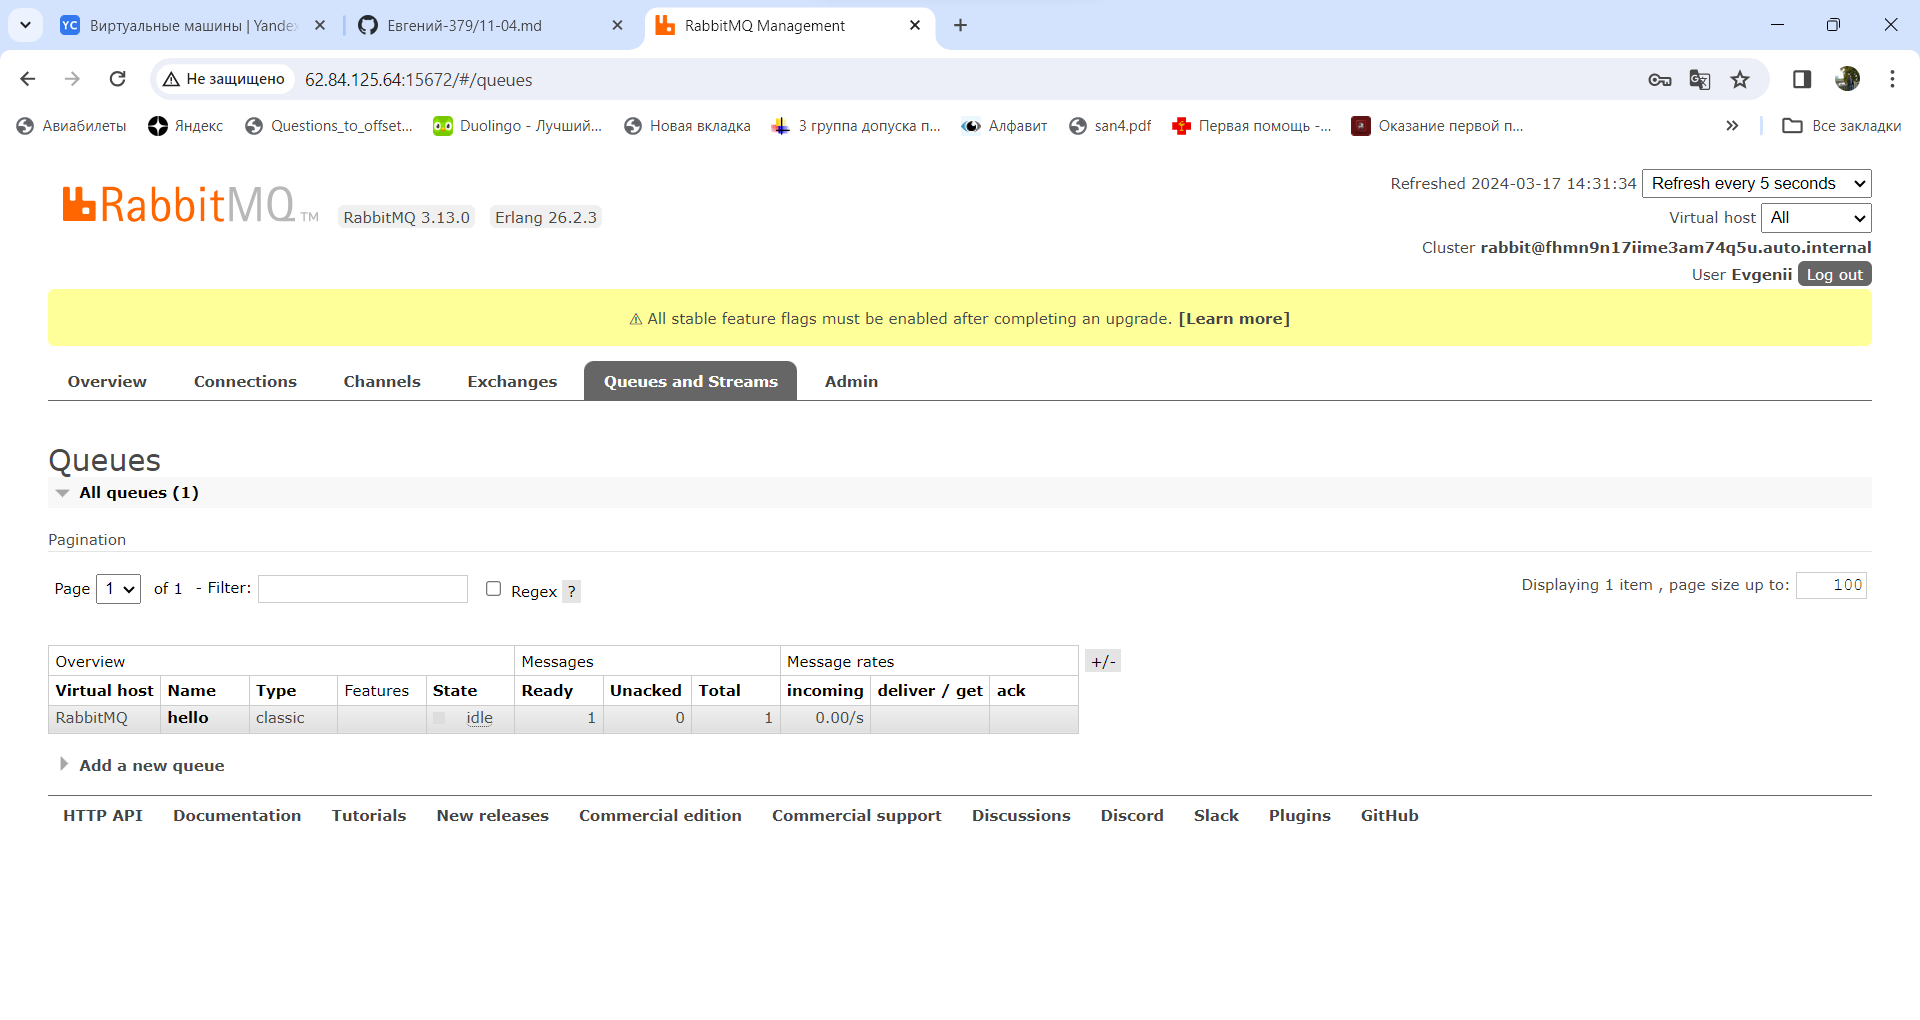 YC Виртуальные машины | Yandex
Евгений-379/11-04.md
RabbitMQ Management
Не защищено 62.84.125.64:15672/#/queues
Авиабилеты Яндекс Questions_to_offset... Duolingo - Лучший... Новая вкладка 3 группа допуска п... Алфавит san4.pdf Первая помощь -... Оказание первой п... Все закладки
RabbitMQ TM RabbitMQ 3.13.0 Erlang 26.2.3
Refreshed 2024-03-17 14:31:34 Refresh every 5 seconds
Virtual host All
Cluster rabbit@fhmn9n17iime3am74q5u.auto.internal
User Evgenii Log out
⚠ All stable feature flags must be enabled after completing an upgrade. [Learn more]
Overview Connections Channels Exchanges Queues and Streams Admin
Queues
All queues (1)
Pagination
Page 1 of 1 - Filter: Regex ? Displaying 1 item , page size up to: 100
Overview Messages Message rates +/-
Virtual host Name Type Features State Ready Unacked Total incoming deliver / get ack
RabbitMQ hello classic idle 1 0 1 0.00/s
Add a new queue
HTTP API Documentation Tutorials New releases Commercial edition Commercial support Discussions Discord Slack Plugins GitHub